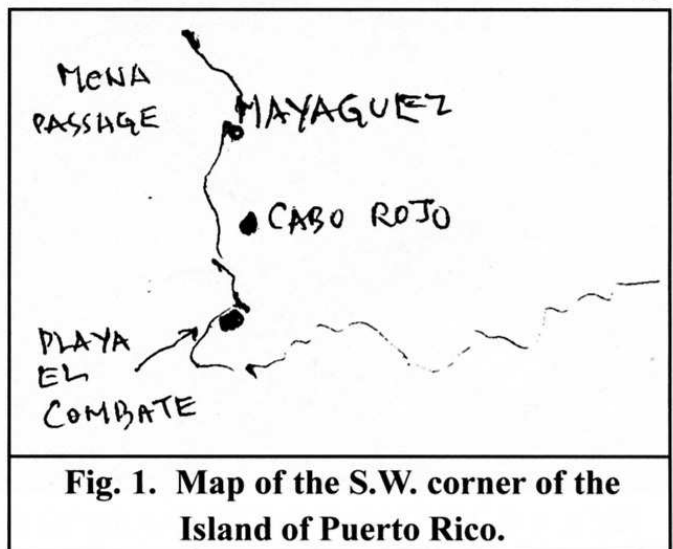 MENA
PASSAGE
MAYAGUEZ
CABO ROJO
PLAYA
EL
COMBATE
Fig. 1. Map of the S.W. corner of the
Island of Puerto Rico.